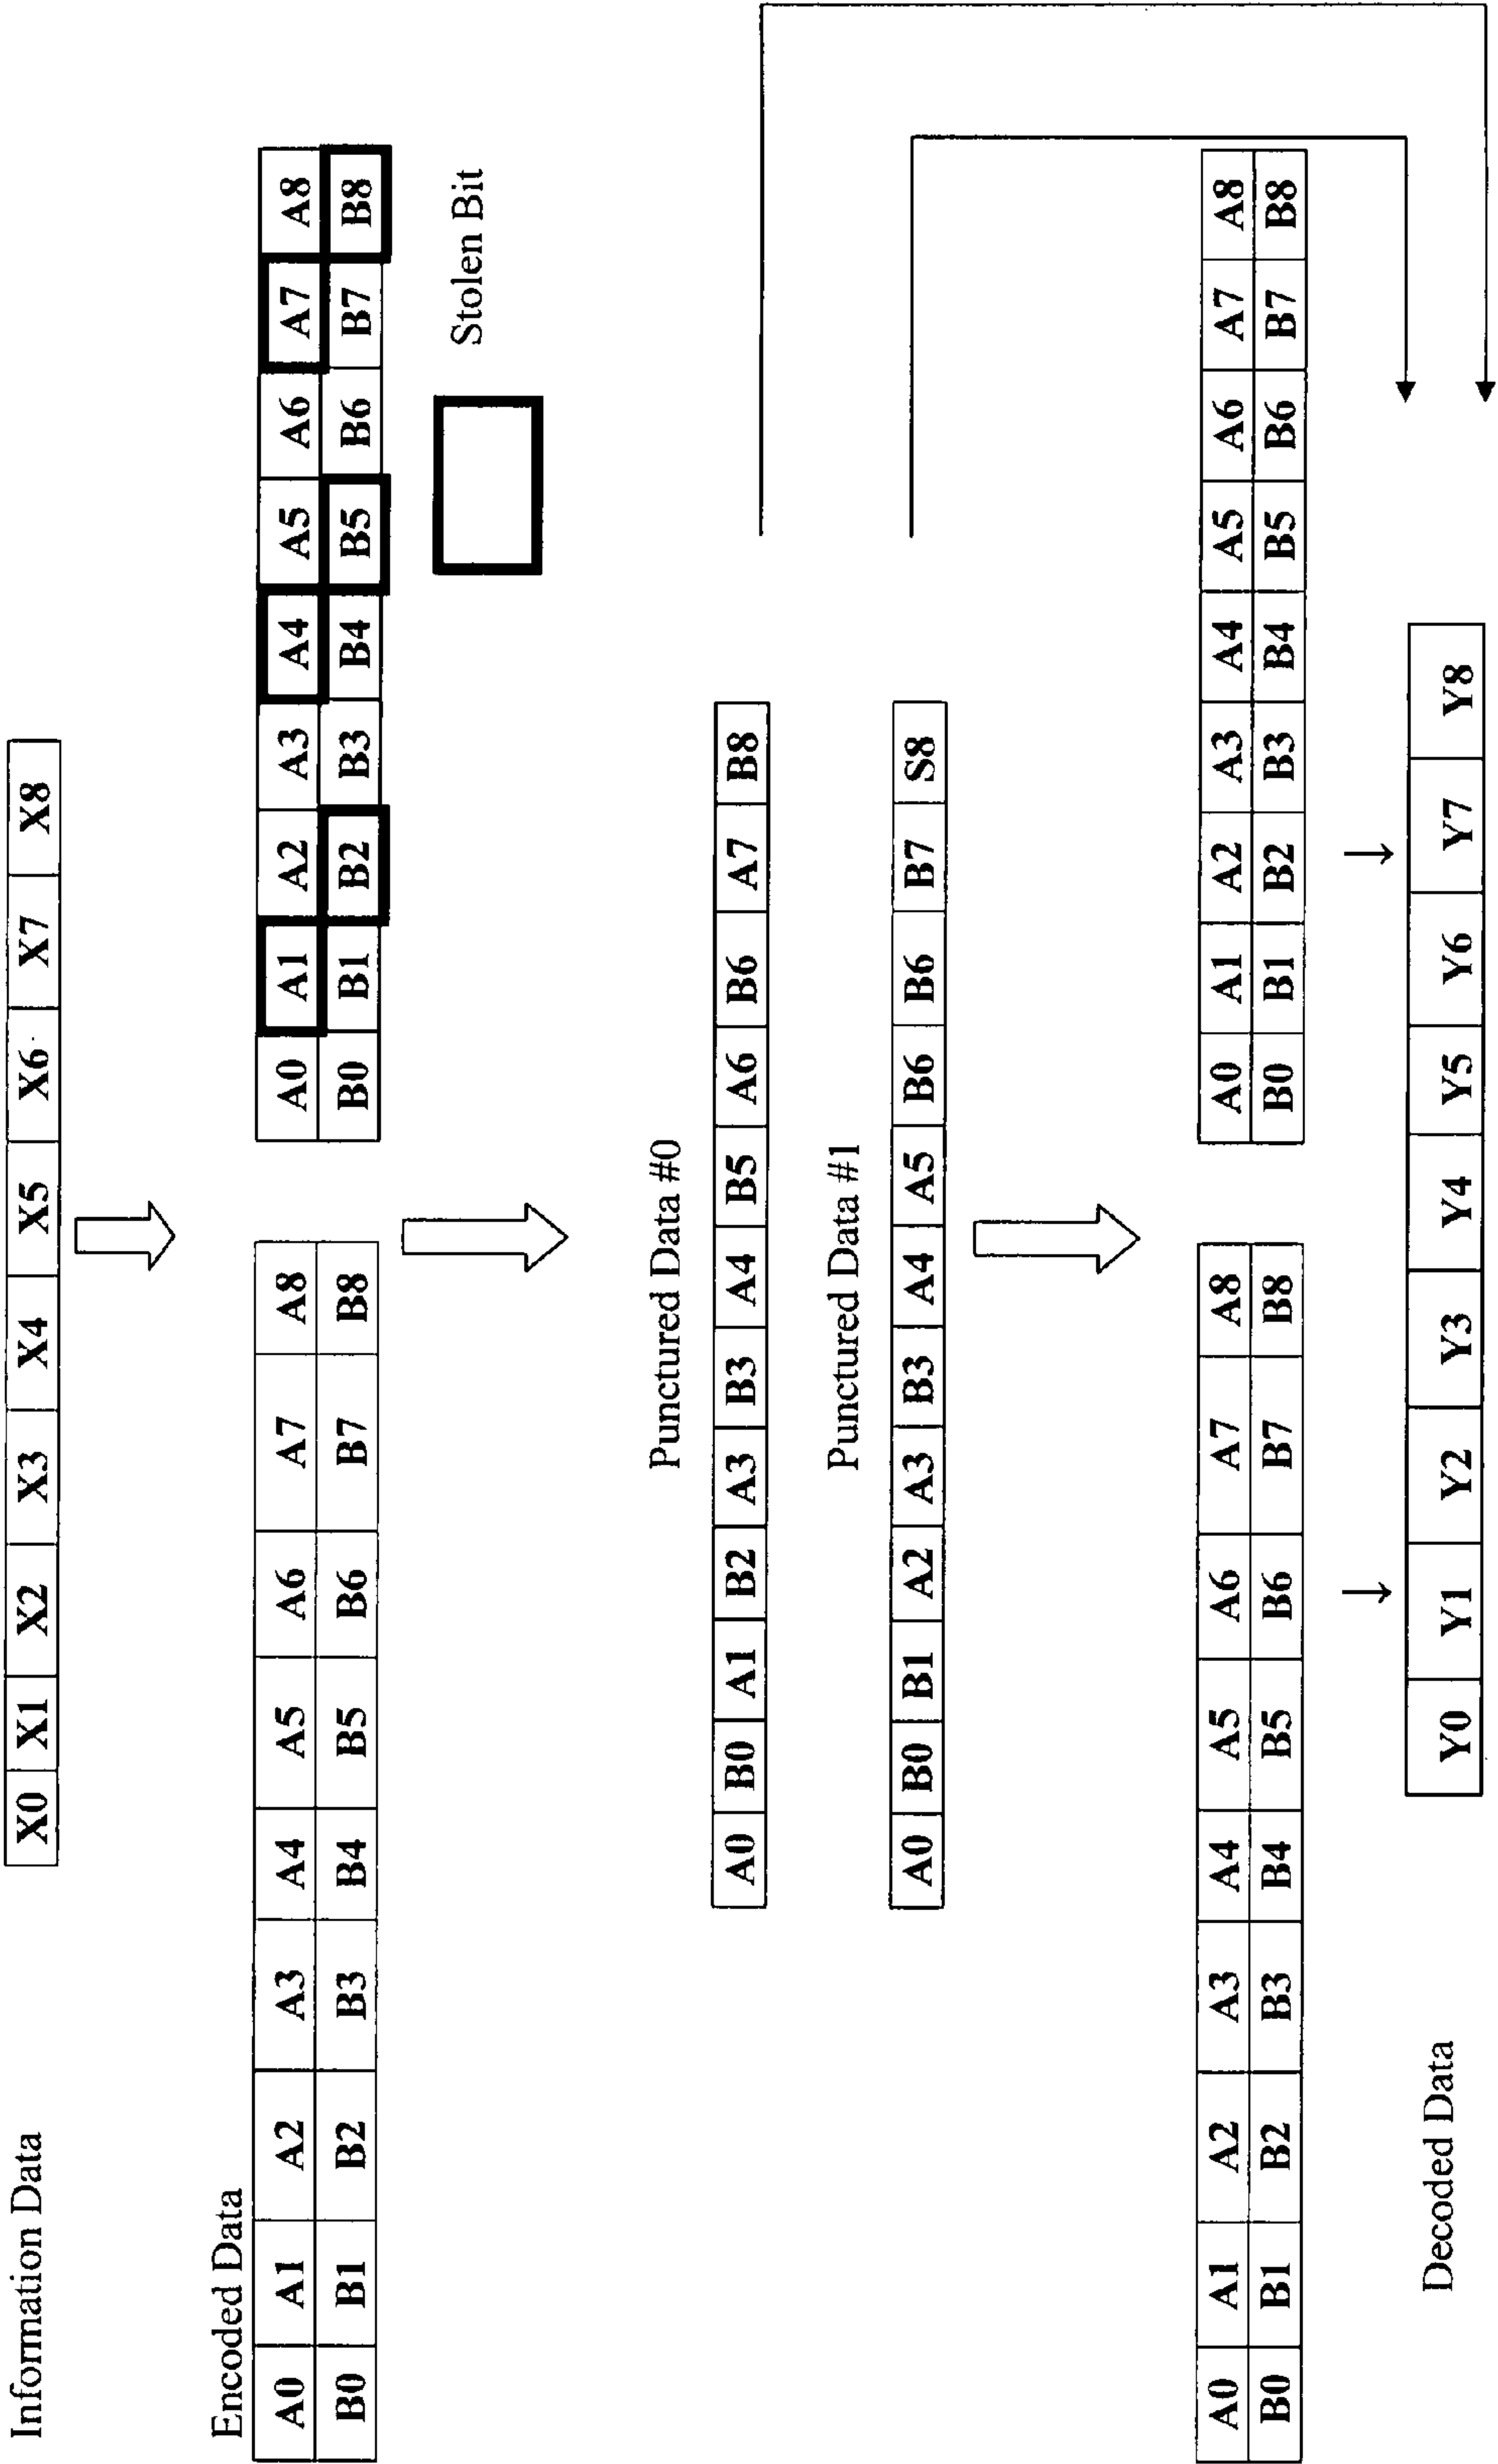 Information Data
X0 X1 X2 X3 X4 X5 X6 X7 X8
Encoded Data
A0 A1 A2 A3 A4 A5 A6 A7 A8
B0 B1 B2 B3 B4 B5 B6 B7 B8
A0 A1 A2 A3 A4 A5 A6 A7 A8
B0 B1 B2 B3 B4 B5 B6 B7 B8
Stolen Bit
Punctured Data #0
A0 B0 A1 B2 A3 B3 A4 B5 A6 B6 A7 B8
Punctured Data #1
A0 B0 B1 A2 A3 B3 A4 A5 B6 B6 B7 S8
A0 A1 A2 A3 A4 A5 A6 A7 A8
B0 B1 B2 B3 B4 B5 B6 B7 B8
A0 A1 A2 A3 A4 A5 A6 A7 A8
B0 B1 B2 B3 B4 B5 B6 B7 B8
Decoded Data
Y0 Y1 Y2 Y3 Y4 Y5 Y6 Y7 Y8